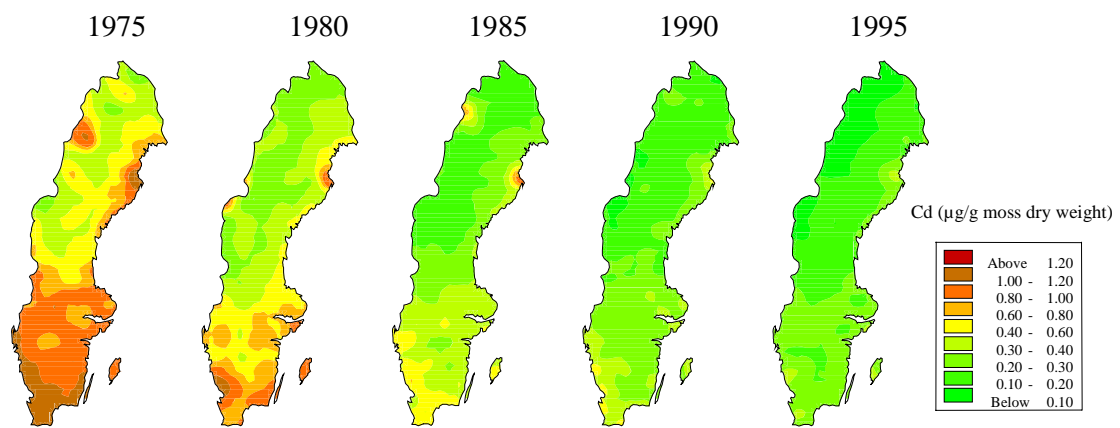 1975 1980 1985 1990 1995
Cd (µg/g moss dry weight)
Above 1.20
1.00 - 1.20
0.80 - 1.00
0.60 - 0.80
0.40 - 0.60
0.30 - 0.40
0.20 - 0.30
0.10 - 0.20
Below 0.10